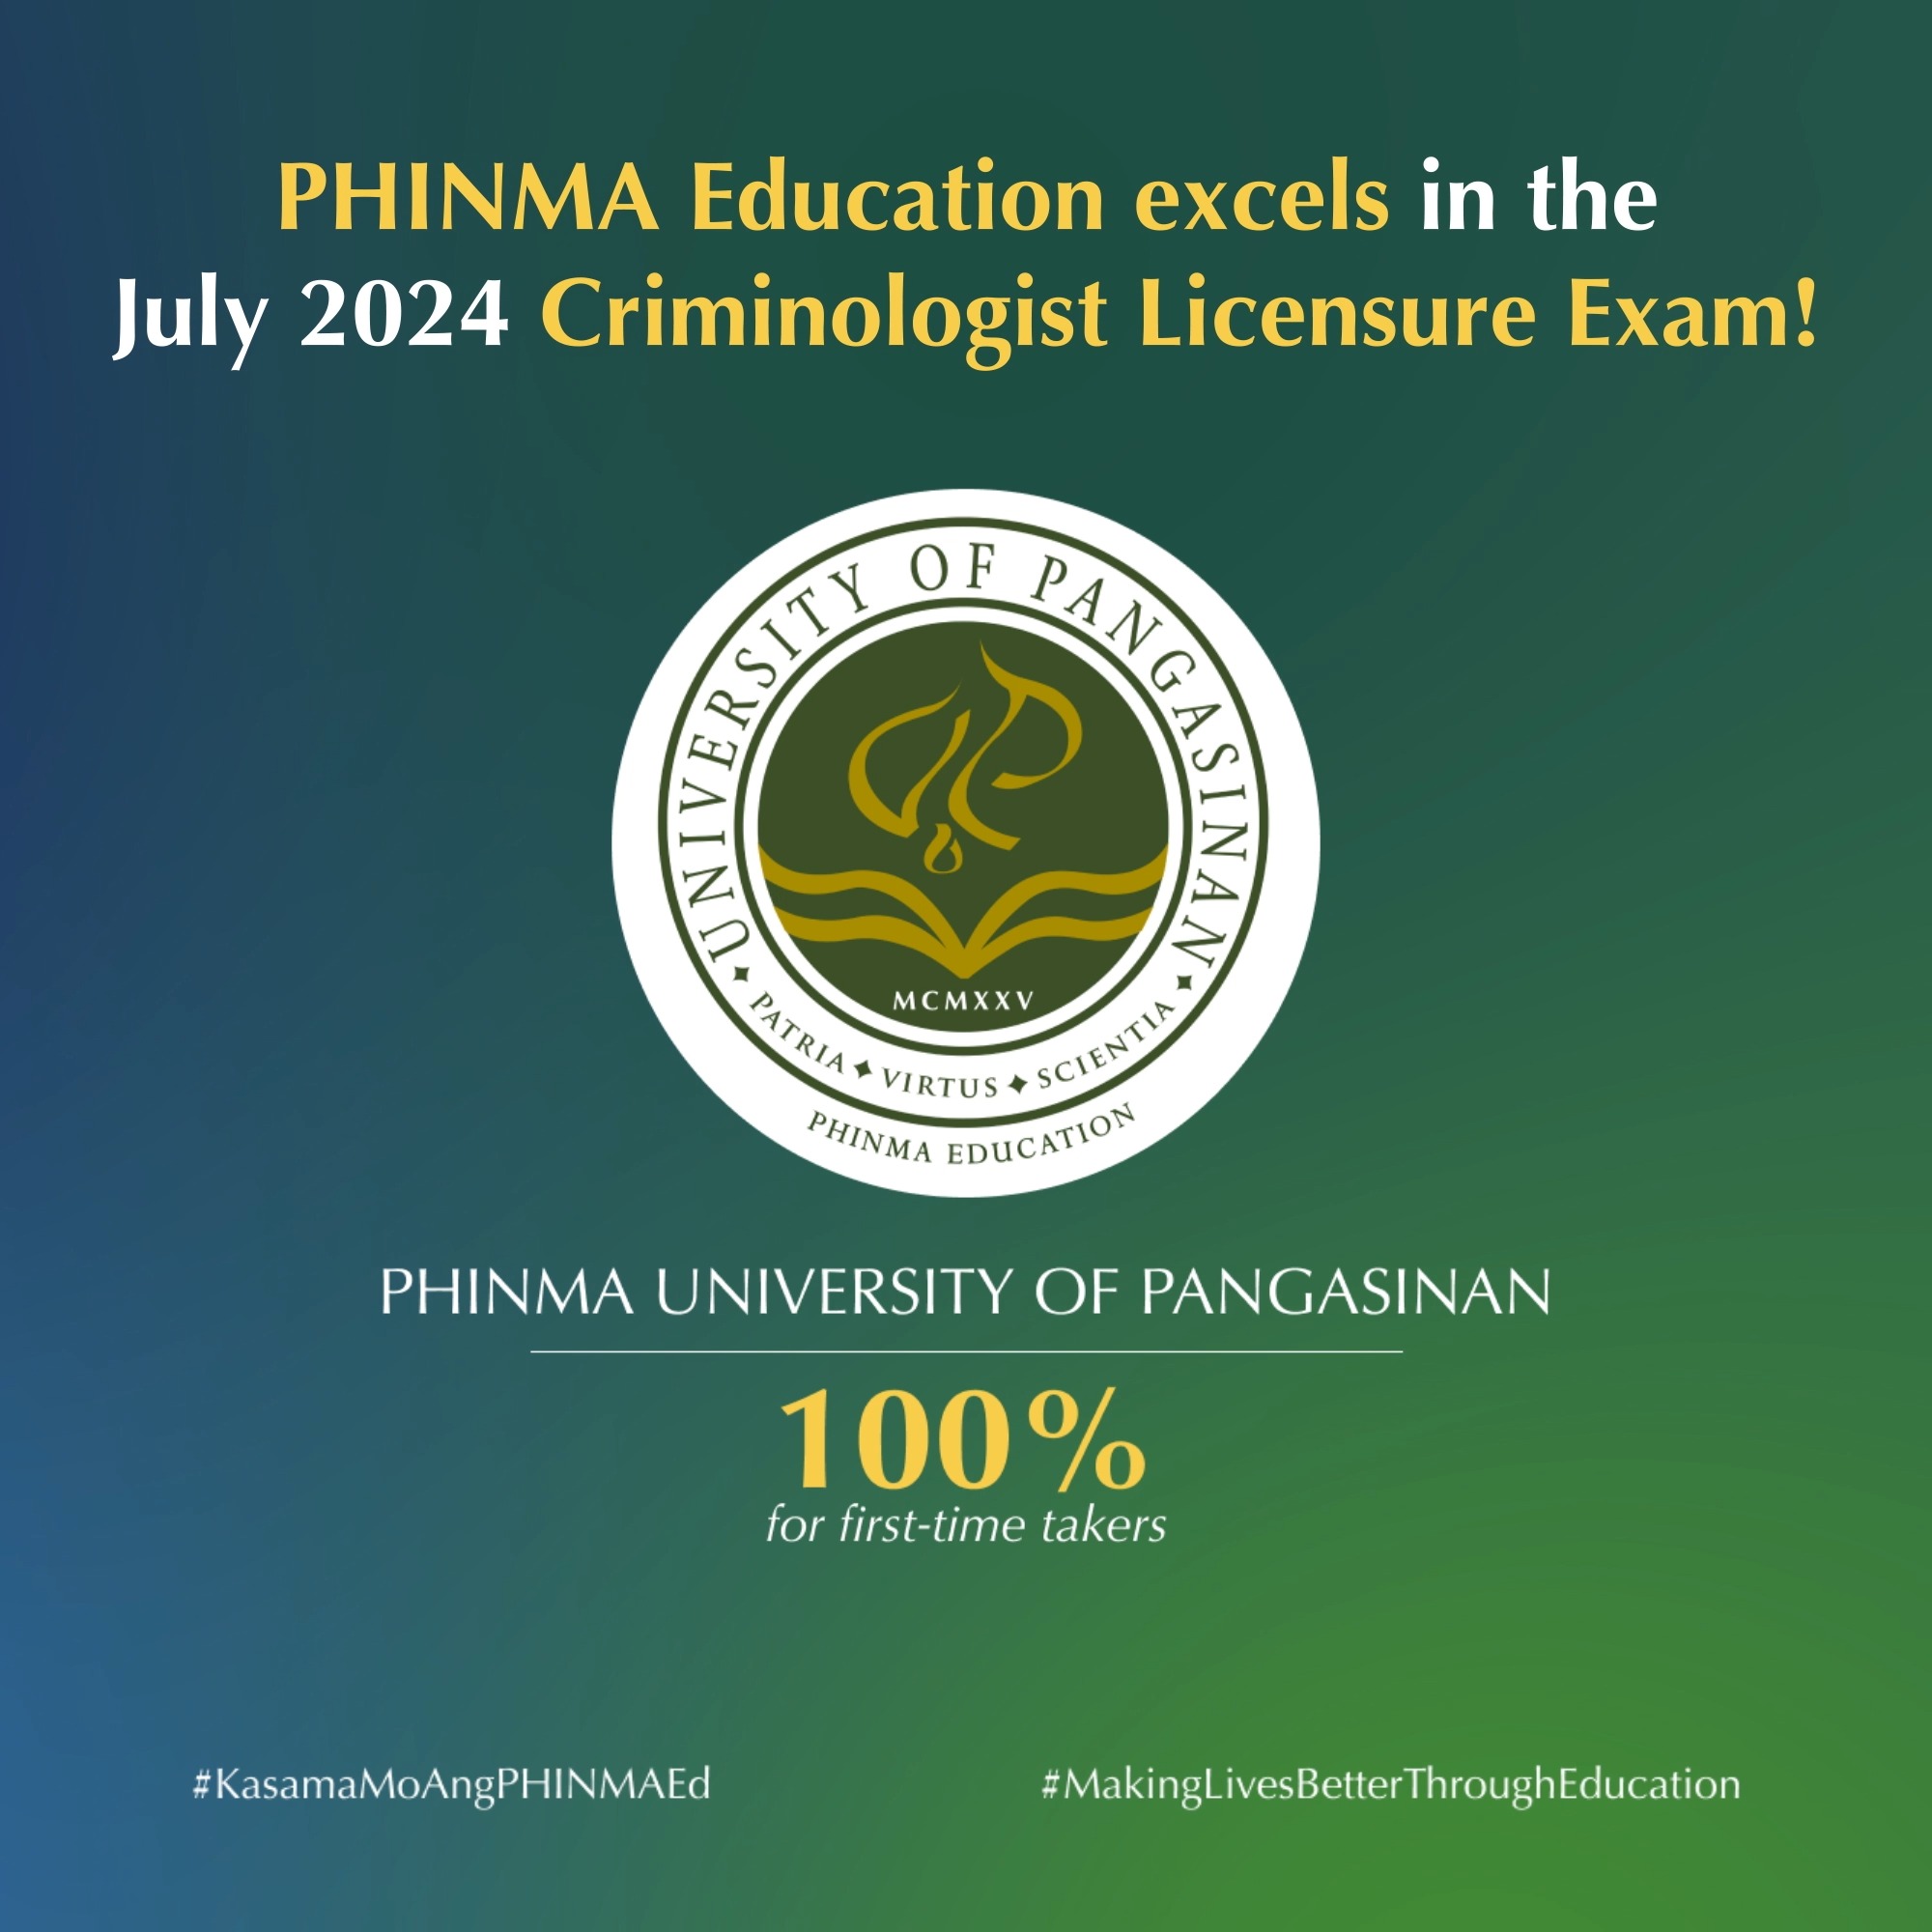 PHINMA Education excels in the
July 2024 Criminologist Licensure Exam!
UNIVERSITY OF PANGASINAN
MCMXXV
PATRIA ✦ VIRTUS ✦ SCIENTIA
PHINMA EDUCATION
PHINMA UNIVERSITY OF PANGASINAN
100%
for first-time takers
#KasamaMoAngPHINMAEd
#MakingLivesBetterThroughEducation